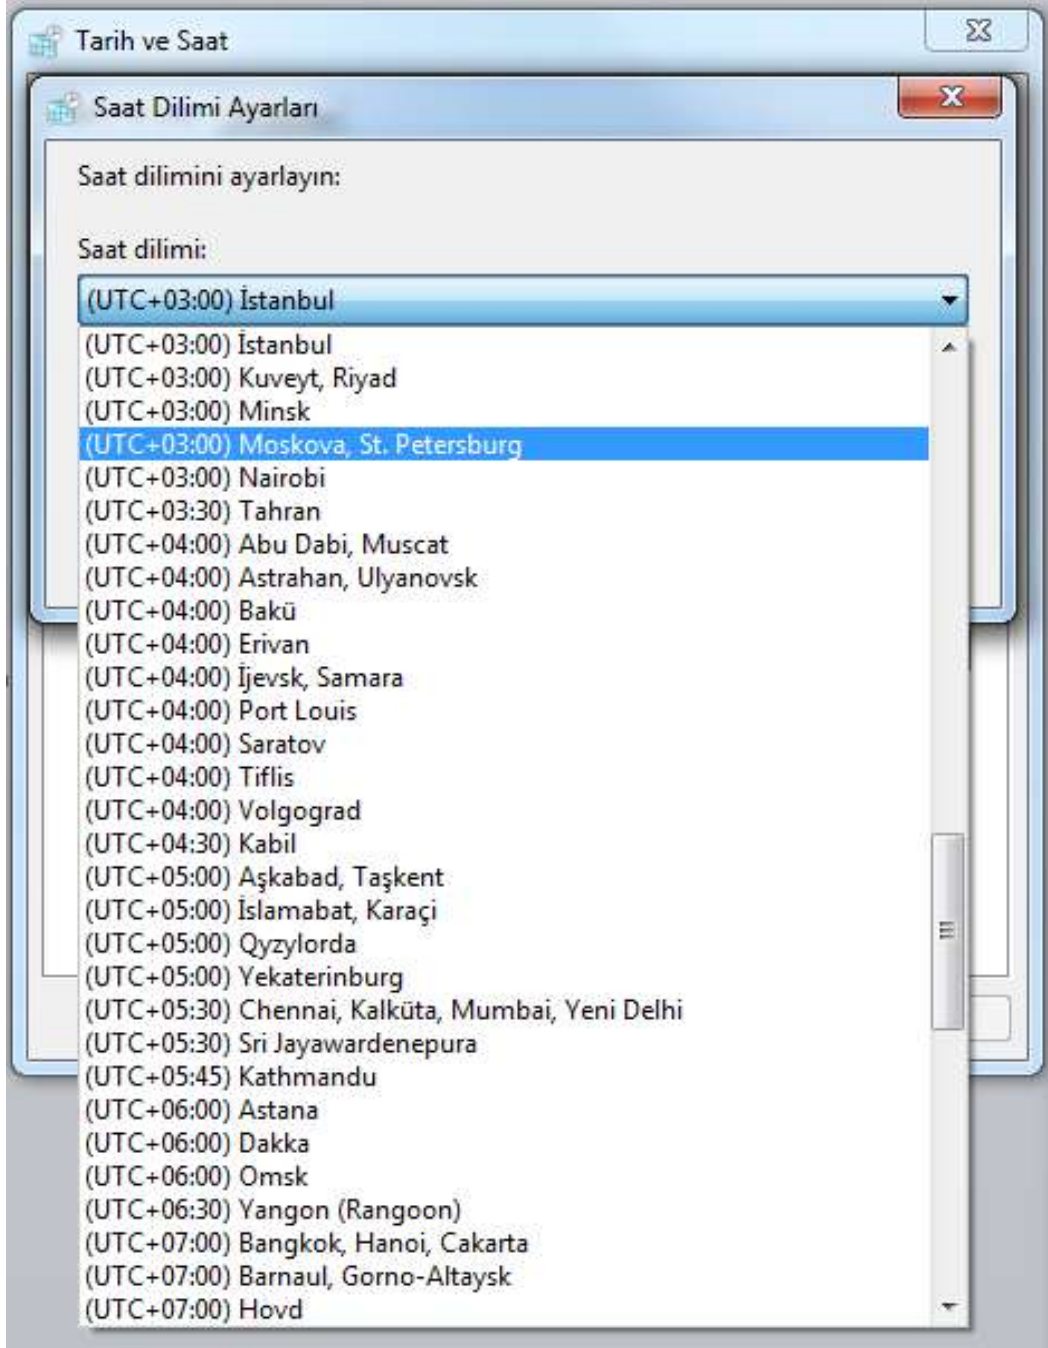 Tarih ve Saat
Saat Dilimi Ayarları
Saat dilimini ayarlayın:
Saat dilimi:
(UTC+03:00) İstanbul
(UTC+03:00) İstanbul
(UTC+03:00) Kuveyt, Riyad
(UTC+03:00) Minsk
(UTC+03:00) Moskova, St. Petersburg
(UTC+03:00) Nairobi
(UTC+03:30) Tahran
(UTC+04:00) Abu Dabi, Muscat
(UTC+04:00) Astrahan, Ulyanovsk
(UTC+04:00) Bakü
(UTC+04:00) Erivan
(UTC+04:00) İjevsk, Samara
(UTC+04:00) Port Louis
(UTC+04:00) Saratov
(UTC+04:00) Tiflis
(UTC+04:00) Volgograd
(UTC+04:30) Kabil
(UTC+05:00) Aşkabad, Taşkent
(UTC+05:00) İslamabat, Karaçi
(UTC+05:00) Qyzylorda
(UTC+05:00) Yekaterinburg
(UTC+05:30) Chennai, Kalküta, Mumbai, Yeni Delhi
(UTC+05:30) Sri Jayawardenepura
(UTC+05:45) Kathmandu
(UTC+06:00) Astana
(UTC+06:00) Dakka
(UTC+06:00) Omsk
(UTC+06:30) Yangon (Rangoon)
(UTC+07:00) Bangkok, Hanoi, Cakarta
(UTC+07:00) Barnaul, Gorno-Altaysk
(UTC+07:00) Hovd